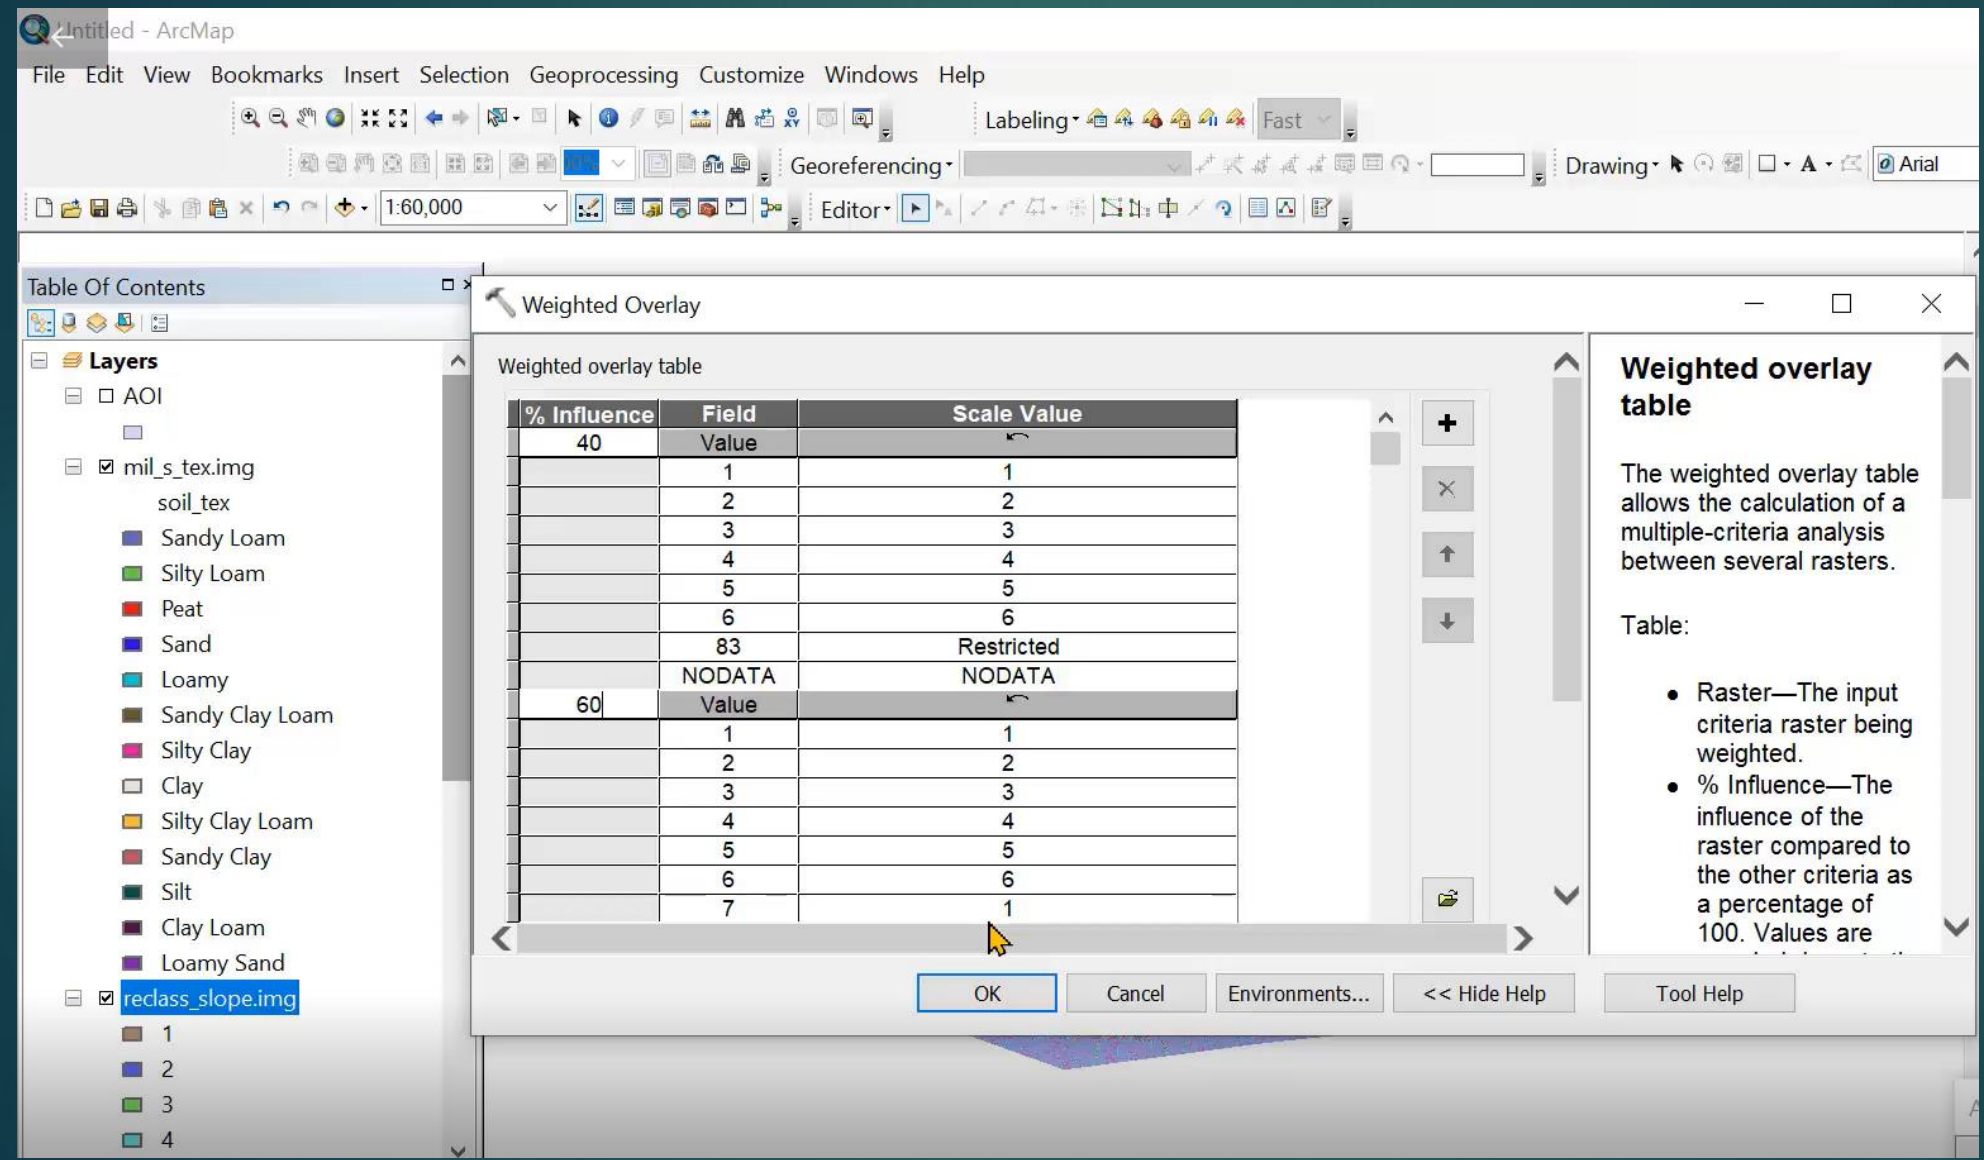 Untitled - ArcMap
File Edit View Bookmarks Insert Selection Geoprocessing Customize Windows Help
Labeling Fast
Georeferencing Drawing A Arial
1:60,000 Editor
Table Of Contents
Layers
AOI
mil_s_tex.img
soil_tex
Sandy Loam
Silty Loam
Peat
Sand
Loamy
Sandy Clay Loam
Silty Clay
Clay
Silty Clay Loam
Sandy Clay
Silt
Clay Loam
Loamy Sand
reclass_slope.img
1
2
3
4
Weighted Overlay
Weighted overlay table
% Influence Field Scale Value
40 Value
1 1
2 2
3 3
4 4
5 5
6 6
83 Restricted
NODATA NODATA
60 Value
1 1
2 2
3 3
4 4
5 5
6 6
7 1
OK Cancel Environments... << Hide Help Tool Help
Weighted overlay
table
The weighted overlay table
allows the calculation of a
multiple-criteria analysis
between several rasters.
Table:
• Raster—The input
criteria raster being
weighted.
• % Influence—The
influence of the
raster compared to
the other criteria as
a percentage of
100. Values are